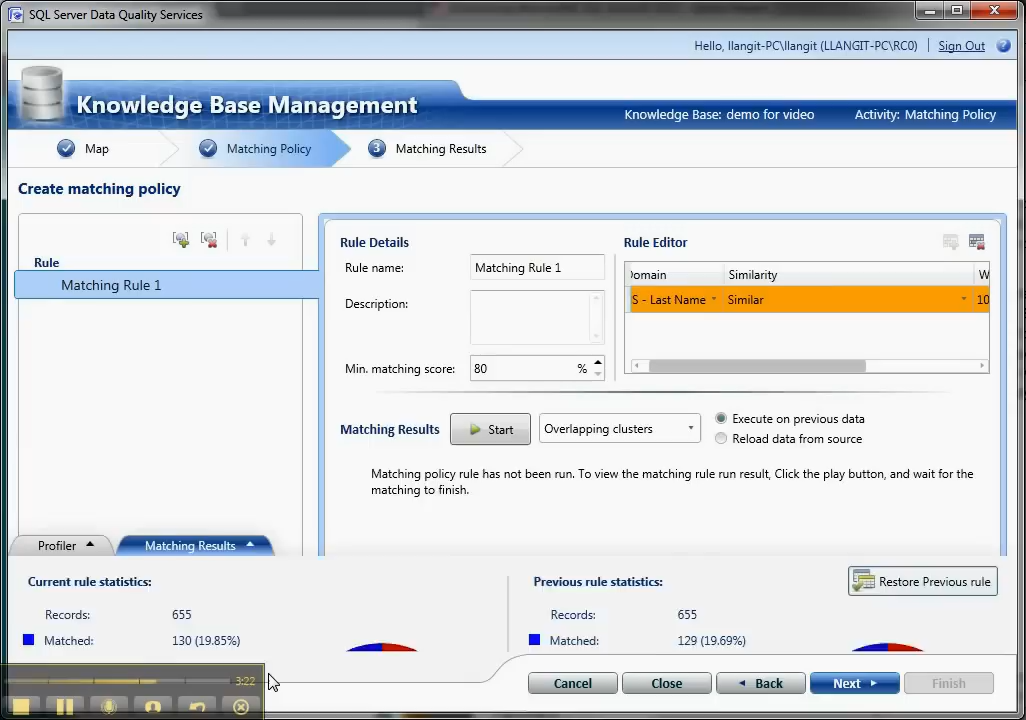 SQL Server Data Quality Services
Hello, llangit-PC\llangit (LLANGIT-PC\RC0)
Sign Out
?
Knowledge Base Management
Knowledge Base: demo for video
Activity: Matching Policy
Map
Matching Policy
3 Matching Results
Create matching policy
Rule
Matching Rule 1
Rule Details
Rule name: Matching Rule 1
Description:
Min. matching score: 80 %
Rule Editor
Domain Similarity W
S - Last Name Similar 10
Matching Results Start Overlapping clusters
Execute on previous data
Reload data from source
Matching policy rule has not been run. To view the matching rule run result, Click the play button, and wait for the
matching to finish.
Profiler Matching Results
Current rule statistics:
Records: 655
Matched: 130 (19.85%)
Previous rule statistics:
Restore Previous rule
Records: 655
Matched: 129 (19.69%)
3:22
Cancel Close Back Next Finish